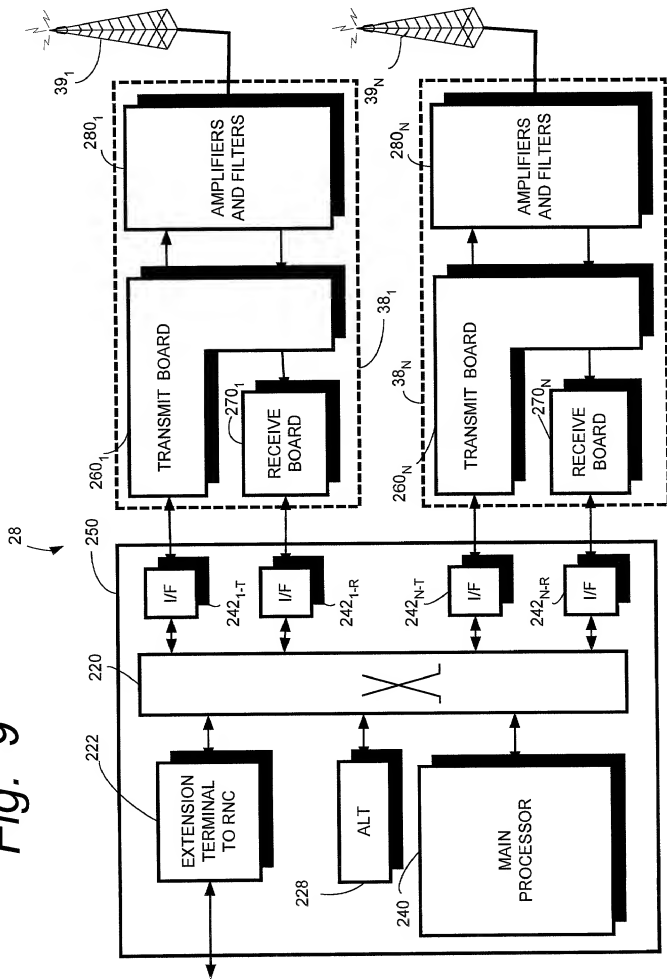 Fig. 9
28
250
220
222
EXTENSION
TERMINAL
TO RNC
ALT
228
240
MAIN
PROCESSOR
I/F
242₁₋T
I/F
242₁₋R
I/F
242N-T
I/F
242N-R
260₁
TRANSMIT BOARD
270₁
RECEIVE
BOARD
280₁
AMPLIFIERS
AND FILTERS
38₁
39₁
260N
TRANSMIT BOARD
270N
RECEIVE
BOARD
280N
AMPLIFIERS
AND FILTERS
38N
39N